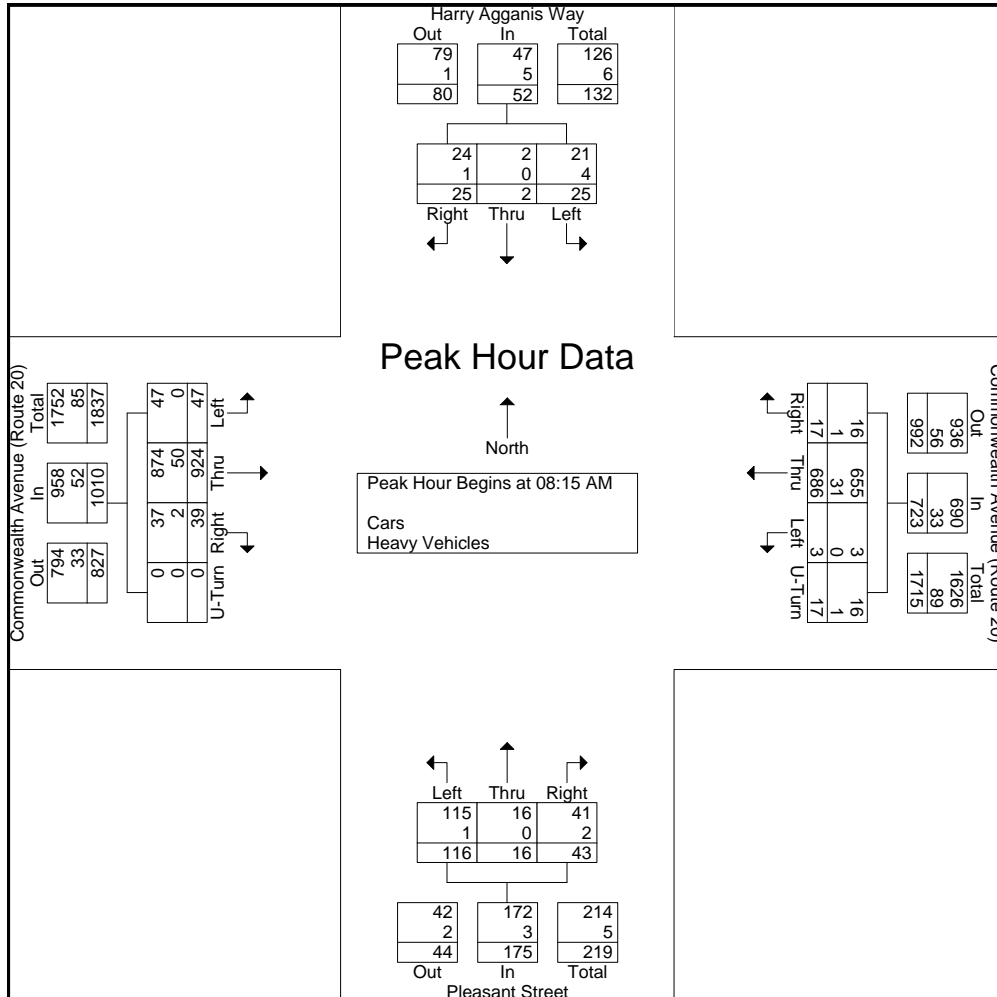 Harry Agganis Way
Out In Total
79 47 126
1 5 6
80 52 132
24 2 21
1 0 4
25 2 25
Right Thru Left
Peak Hour Data
North
Peak Hour Begins at 08:15 AM
Cars
Heavy Vehicles
Commonwealth Avenue (Route 20)
Total In Out
1752 958 794
85 52 33
1837 1010 827
47 874 37 0
0 50 2 0
47 924 39 0
Left Thru Right U-Turn
Commonwealth Avenue (Route 20)
Out In Total
936 690 1626
56 33 89
992 723 1715
16 655 3 16
1 31 0 1
17 686 3 17
Right Thru Left U-Turn
Left Thru Right
115 16 41
1 0 2
116 16 43
42 172 214
2 3 5
44 175 219
Out In Total
Pleasant Street